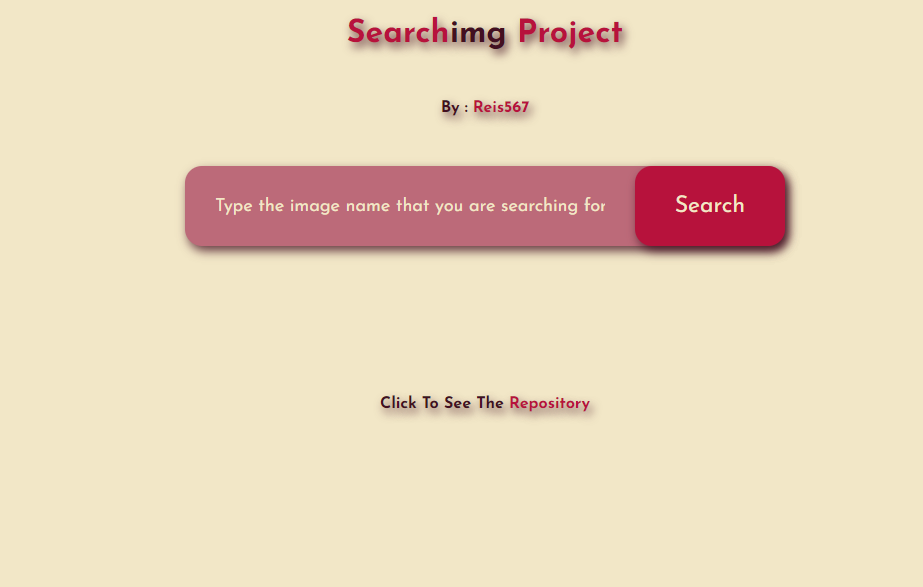 Searchimg Project
By : Reis567
Type the image name that you are searching for
Search
Click To See The Repository